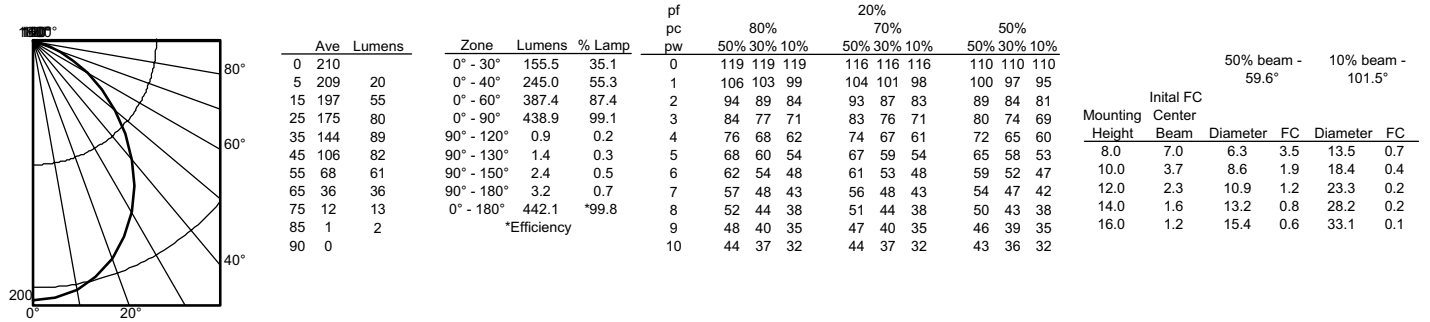 80°
60°
40°
200
0° 20°
Ave Lumens
0 210
5 209 20
15 197 55
25 175 80
35 144 89
45 106 82
55 68 61
65 36 36
75 12 13
85 1 2
90 0
Zone Lumens % Lamp
0° - 30° 155.5 35.1
0° - 40° 245.0 55.3
0° - 60° 387.4 87.4
0° - 90° 438.9 99.1
90° - 120° 0.9 0.2
90° - 130° 1.4 0.3
90° - 150° 2.4 0.5
90° - 180° 3.2 0.7
0° - 180° 442.1 *99.8
*Efficiency
pf 20%
pc 80% 70% 50%
pw 50% 30% 10% 50% 30% 10% 50% 30% 10%
0 119 119 119 116 116 116 110 110 110
1 106 103 99 104 101 98 100 97 95
2 94 89 84 93 87 83 89 84 81
3 84 77 71 83 76 71 80 74 69
4 76 68 62 74 67 61 72 65 60
5 68 60 54 67 59 54 65 58 53
6 62 54 48 61 53 48 59 52 47
7 57 48 43 56 48 43 54 47 42
8 52 44 38 51 44 38 50 43 38
9 48 40 35 47 40 35 46 39 35
10 44 37 32 44 37 32 43 36 32
50% beam - 10% beam -
59.6° 101.5°
Inital FC
Mounting Center
Height Beam Diameter FC Diameter FC
8.0 7.0 6.3 3.5 13.5 0.7
10.0 3.7 8.6 1.9 18.4 0.4
12.0 2.3 10.9 1.2 23.3 0.2
14.0 1.6 13.2 0.8 28.2 0.2
16.0 1.2 15.4 0.6 33.1 0.1